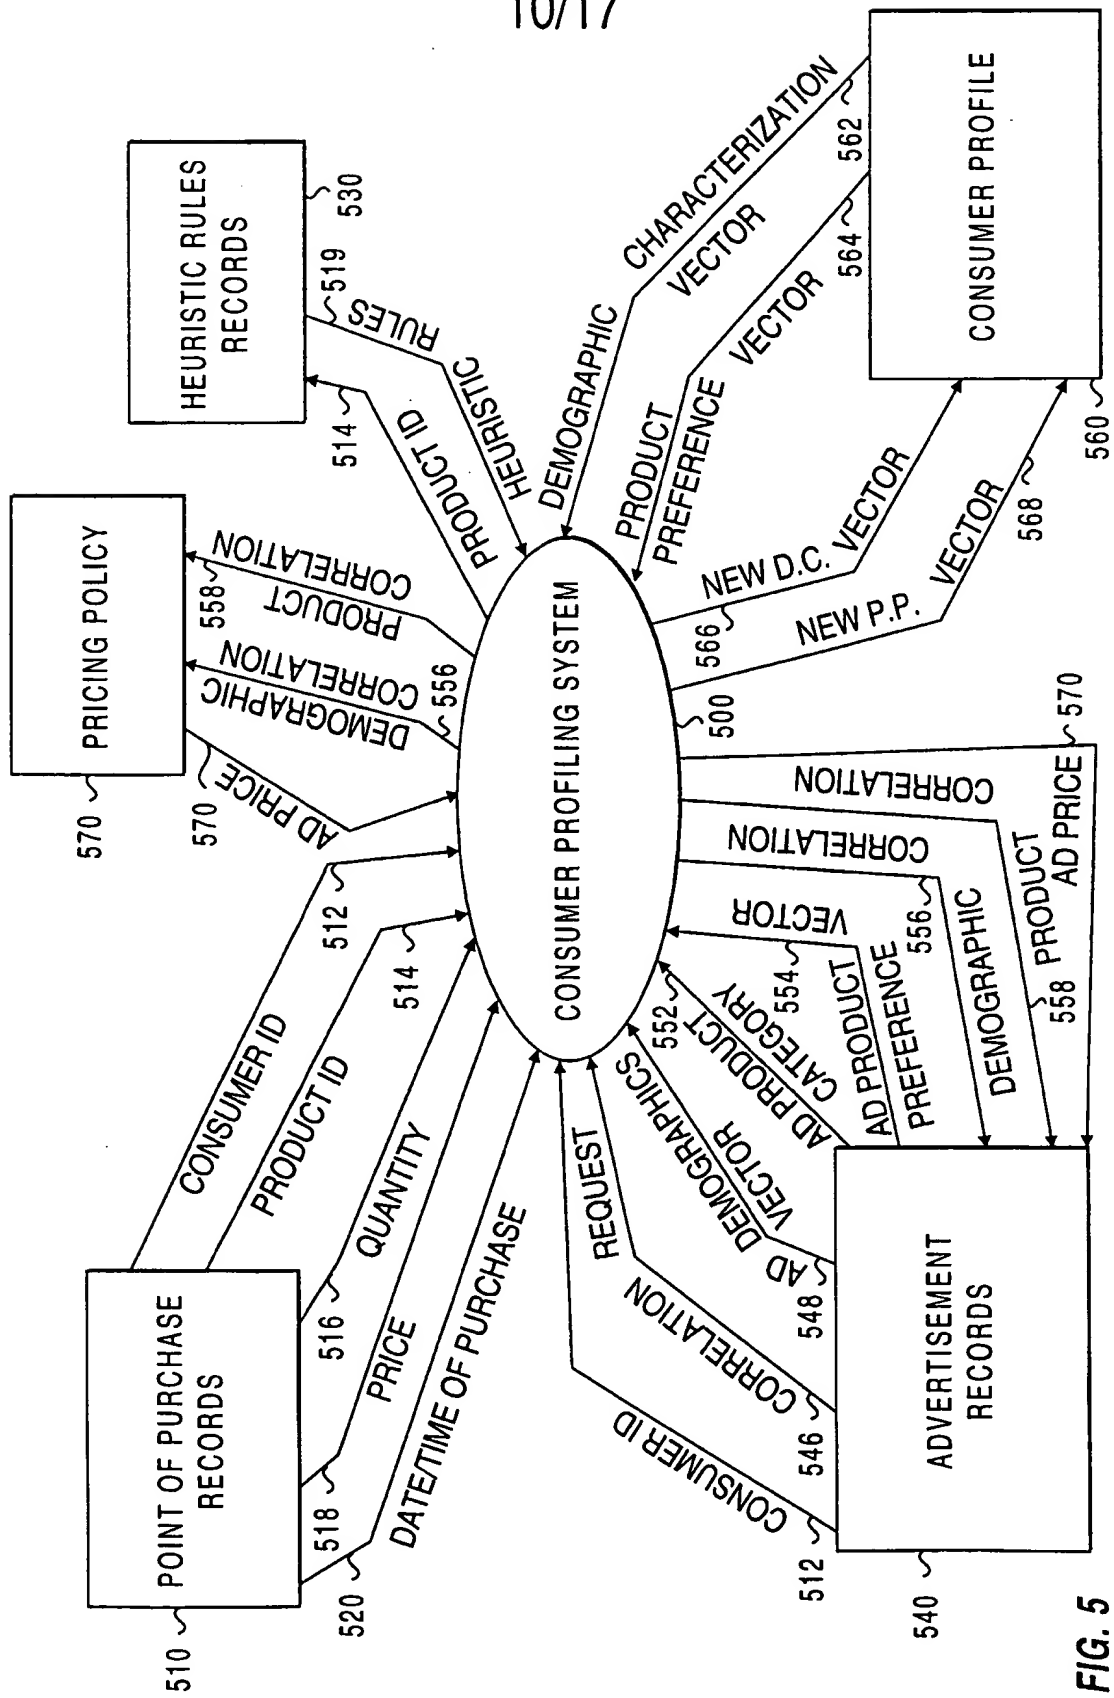 10/17
POINT OF PURCHASE
RECORDS
510
CONSUMER ID
512
PRODUCT ID
514
QUANTITY
516
PRICE
518
DATE/TIME OF PURCHASE
520
PRICING POLICY
570
AD PRICE
570
DEMOGRAPHIC
CORRELATION
556
PRODUCT
CORRELATION
558
HEURISTIC RULES
RECORDS
530
PRODUCT ID
514
HEURISTIC
RULES
519
CONSUMER PROFILING SYSTEM
500
ADVERTISEMENT
RECORDS
540
CONSUMER ID
512
CORRELATION
REQUEST
546
AD DEMOGRAPHICS
VECTOR
548
AD PRODUCT
CATEGORY
552
AD PRODUCT
PREFERENCE
VECTOR
554
DEMOGRAPHIC
CORRELATION
556
PRODUCT
CORRELATION
558
AD PRICE
570
DEMOGRAPHIC
CHARACTERIZATION
VECTOR
562
PRODUCT
PREFERENCE
VECTOR
564
NEW D.C. VECTOR
566
NEW P.P. VECTOR
568
CONSUMER PROFILE
560
FIG. 5